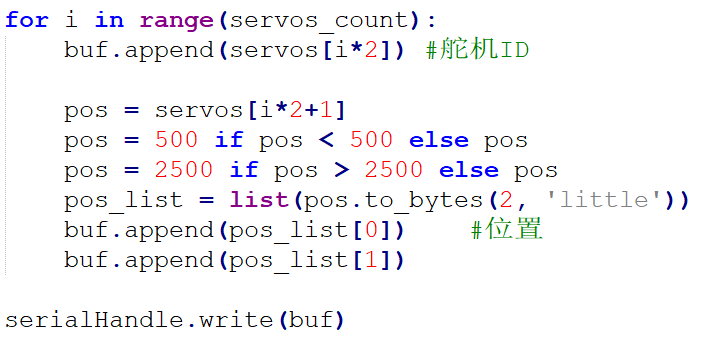 for i in range(servos_count):
    buf.append(servos[i*2]) #舵机ID

    pos = servos[i*2+1]
    pos = 500 if pos < 500 else pos
    pos = 2500 if pos > 2500 else pos
    pos_list = list(pos.to_bytes(2, 'little'))
    buf.append(pos_list[0])    #位置
    buf.append(pos_list[1])

serialHandle.write(buf)